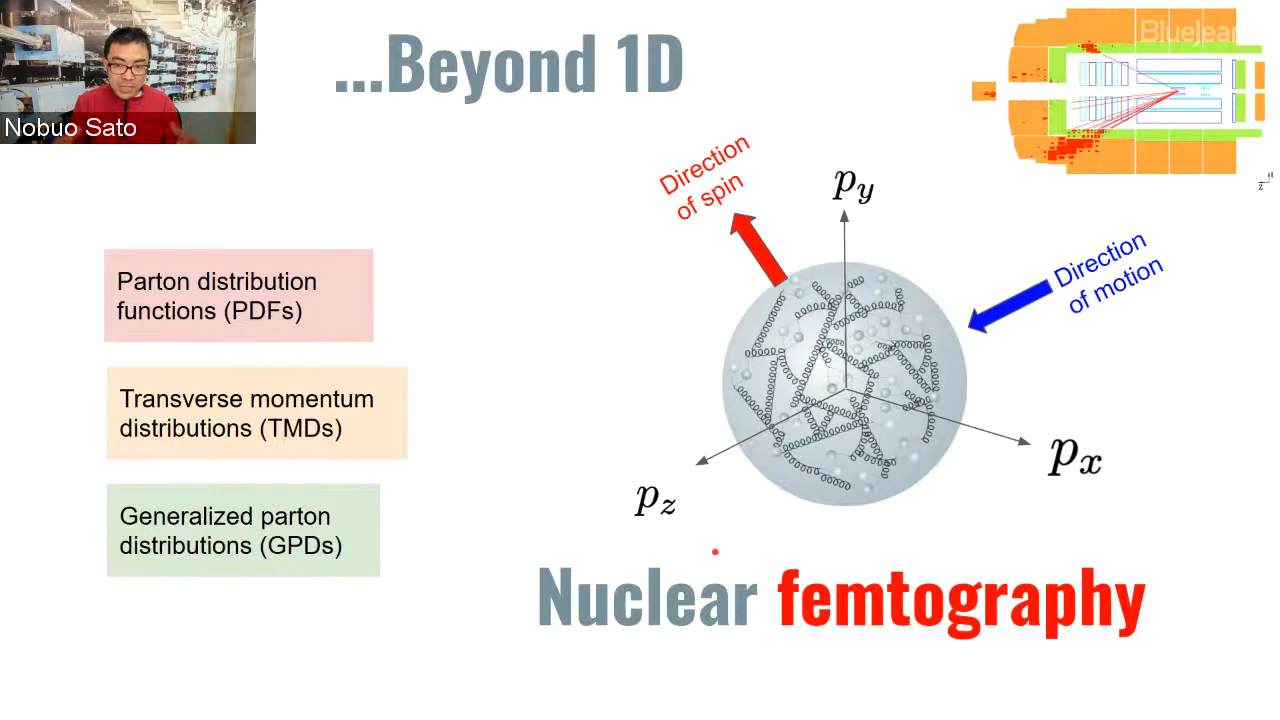 ...Beyond 1D
BlueJean
Nobuo Sato
Direction
of spin
p_y
z
Direction
of motion
Parton distribution
functions (PDFs)
Transverse momentum
distributions (TMDs)
Generalized parton
distributions (GPDs)
p_x
p_z
Nuclear femtography